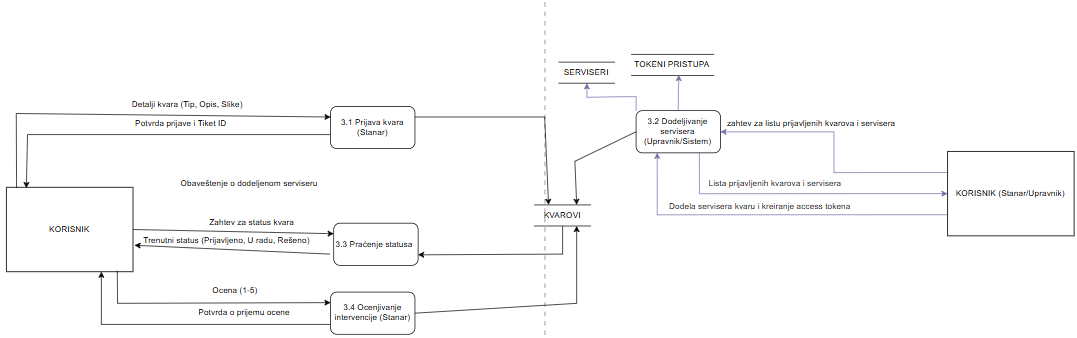 SERVISERI
TOKENI PRISTUPA
Detalji kvara (Tip, Opis, Slike)
Potvrda prijave i Tiket ID
3.1 Prijava kvara
(Stanar)
3.2 Dodeljivanje
servisera
(Upravnik/Sistem)
zahtev za listu prijavljenih kvarova i servisera
Obaveštenje o dodeljenom serviseru
Lista prijavljenih kvarova i servisera
Dodela servisera kvaru i kreiranje access tokena
KORISNIK (Stanar/Upravnik)
KORISNIK
KVAROVI
Zahtev za status kvara
Trenutni status (Prijavljeno, U radu, Rešeno)
3.3 Praćenje statusa
Ocena (1-5)
Potvrda o prijemu ocene
3.4 Ocenjivanje
intervencije (Stanar)